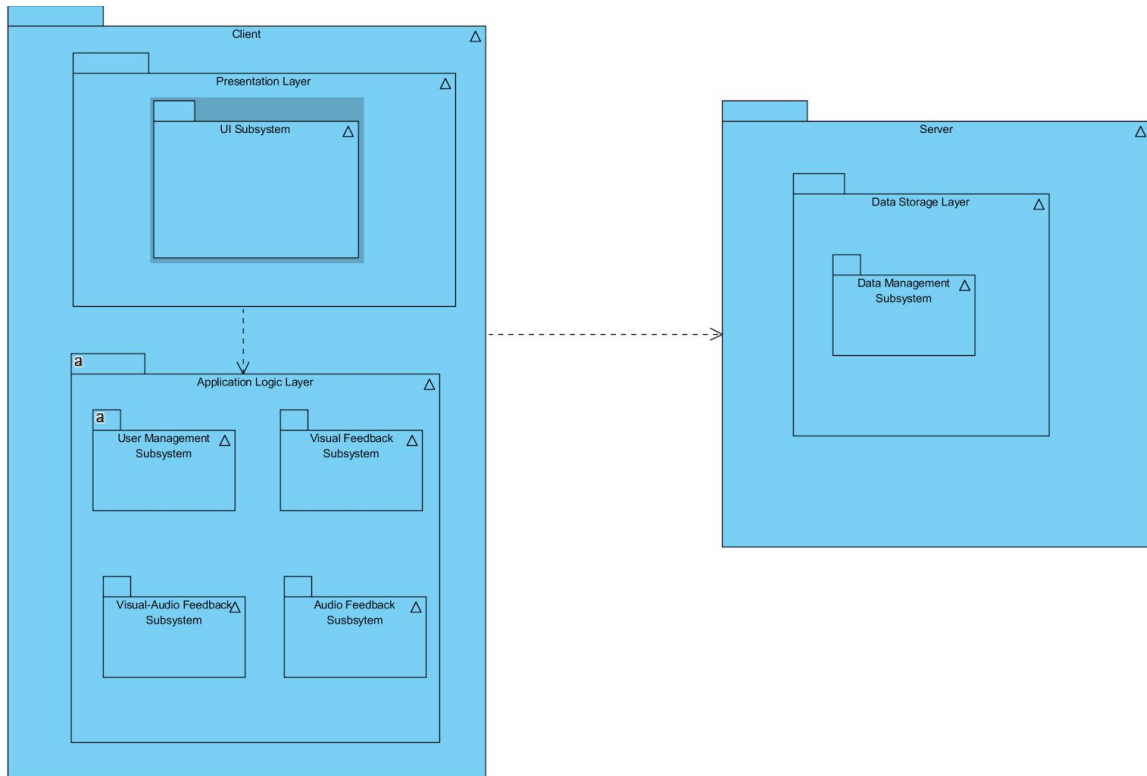 Client
Presentation Layer
UI Subsystem
a
Application Logic Layer
a
User Management
Subsystem
Visual Feedback
Subsystem
Visual-Audio Feedback
Subsystem
Audio Feedback
Susbsytem
Server
Data Storage Layer
Data Management
Subsystem